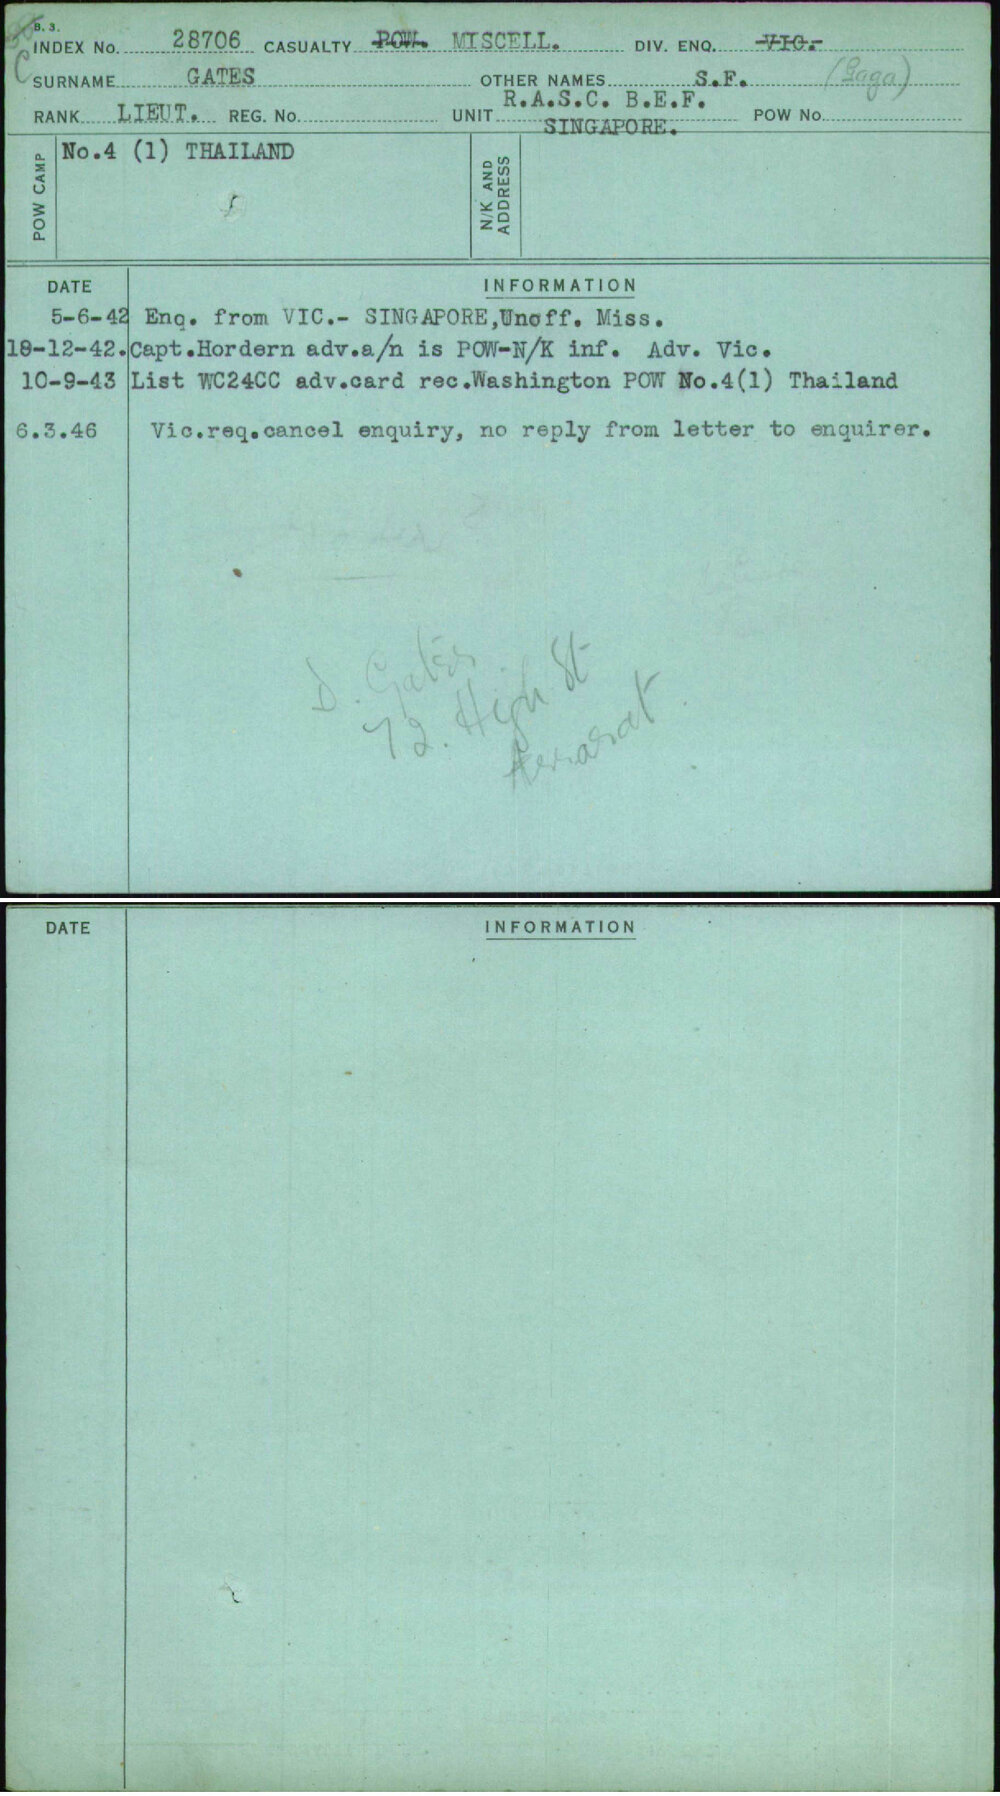 B. 3.
INDEX No. 28706 CASUALTY POW. MISCELL. DIV. ENQ. VIC.
C
SURNAME GATES OTHER NAMES S.F. (Gaga)
RANK LIEUT. REG. No. UNIT R.A.S.C. B.E.F. SINGAPORE. POW No.
POW CAMP No.4 (1) THAILAND N/K AND ADDRESS
DATE INFORMATION
5-6-42 Enq. from VIC.- SINGAPORE,Unoff. Miss.
18-12-42. Capt.Hordern adv.a/n is POW-N/K inf. Adv. Vic.
10-9-43 List WC24CC adv.card rec.Washington POW No.4(1) Thailand
6.3.46 Vic.req.cancel enquiry, no reply from letter to enquirer.
D. Gates
72. High St
Ararat
DATE INFORMATION